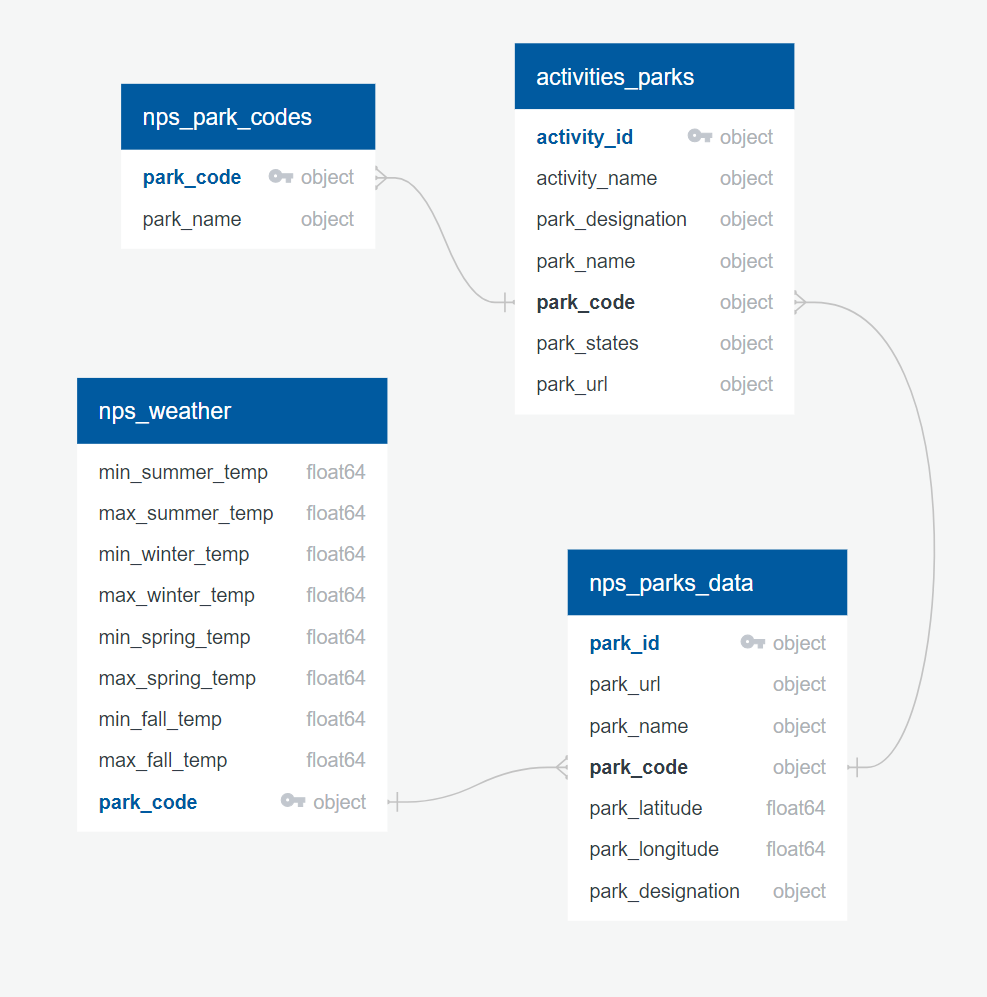 nps_park_codes
park_code object
park_name object
activities_parks
activity_id object
activity_name object
park_designation object
park_name object
park_code object
park_states object
park_url object
nps_weather
min_summer_temp float64
max_summer_temp float64
min_winter_temp float64
max_winter_temp float64
min_spring_temp float64
max_spring_temp float64
min_fall_temp float64
max_fall_temp float64
park_code object
nps_parks_data
park_id object
park_url object
park_name object
park_code object
park_latitude float64
park_longitude float64
park_designation object